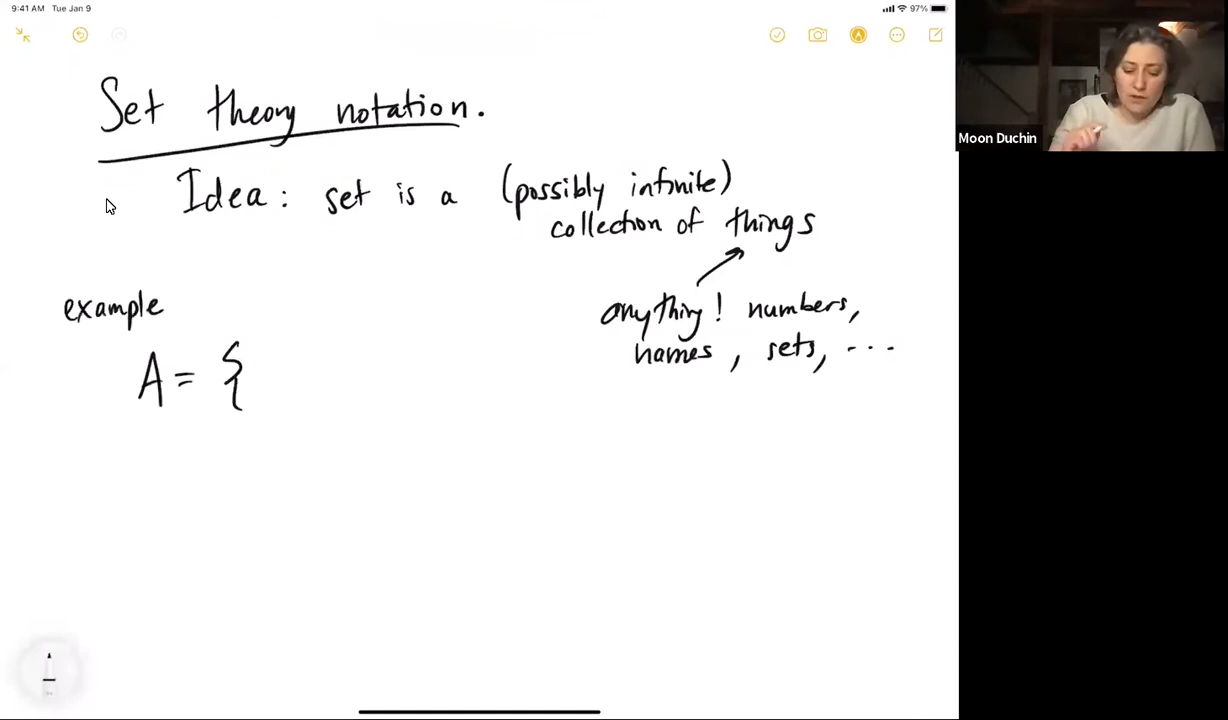 9:41 AM Tue Jan 9
97%
Set theory notation.
Idea: set is a (possibly infinite)
collection of things
example
anything! numbers,
names, sets, ...
A = {
Moon Duchin